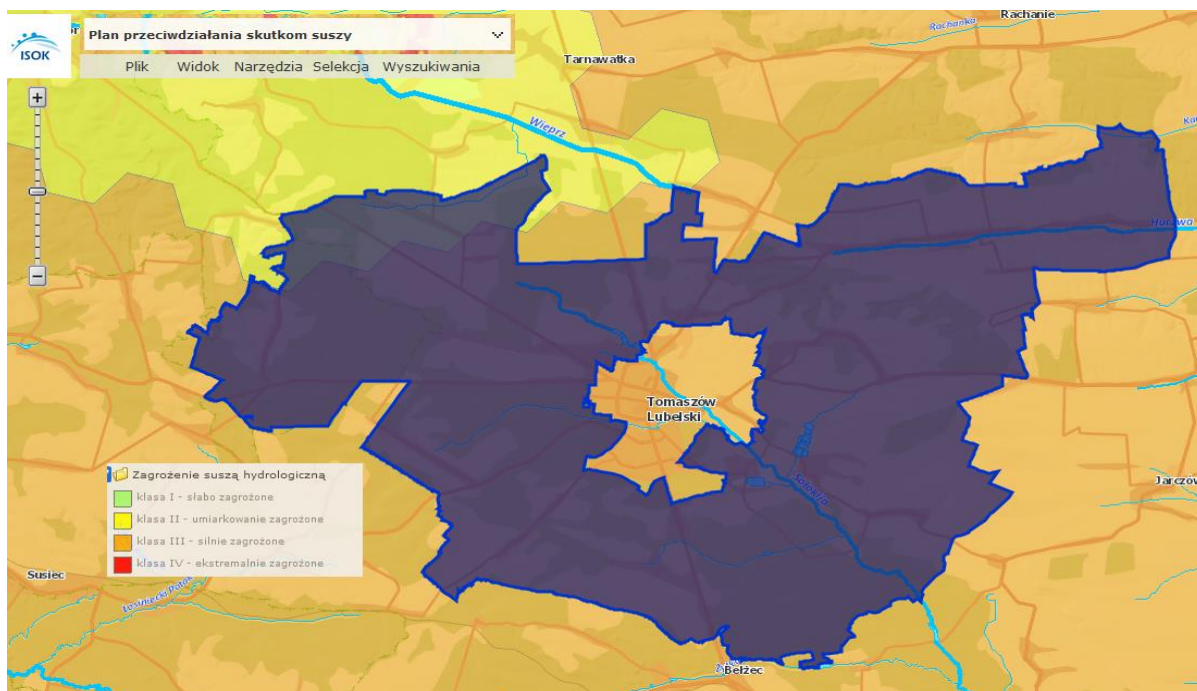 ISOK
Plan przeciwdziałania skutkom suszy
Plik Widok Narzędzia Selekcja Wyszukiwania
Rachanie
Rachanka
Tarnawatka
Wieprz
Huczwa
Tomaszów
Lubelski
Sołokija
Jarczów
Zagrożenie suszą hydrologiczną
klasa I - słabo zagrożone
klasa II - umiarkowanie zagrożone
klasa III - silnie zagrożone
klasa IV - ekstremalnie zagrożone
Susiec
Łosiniecki Potok
Bełżec